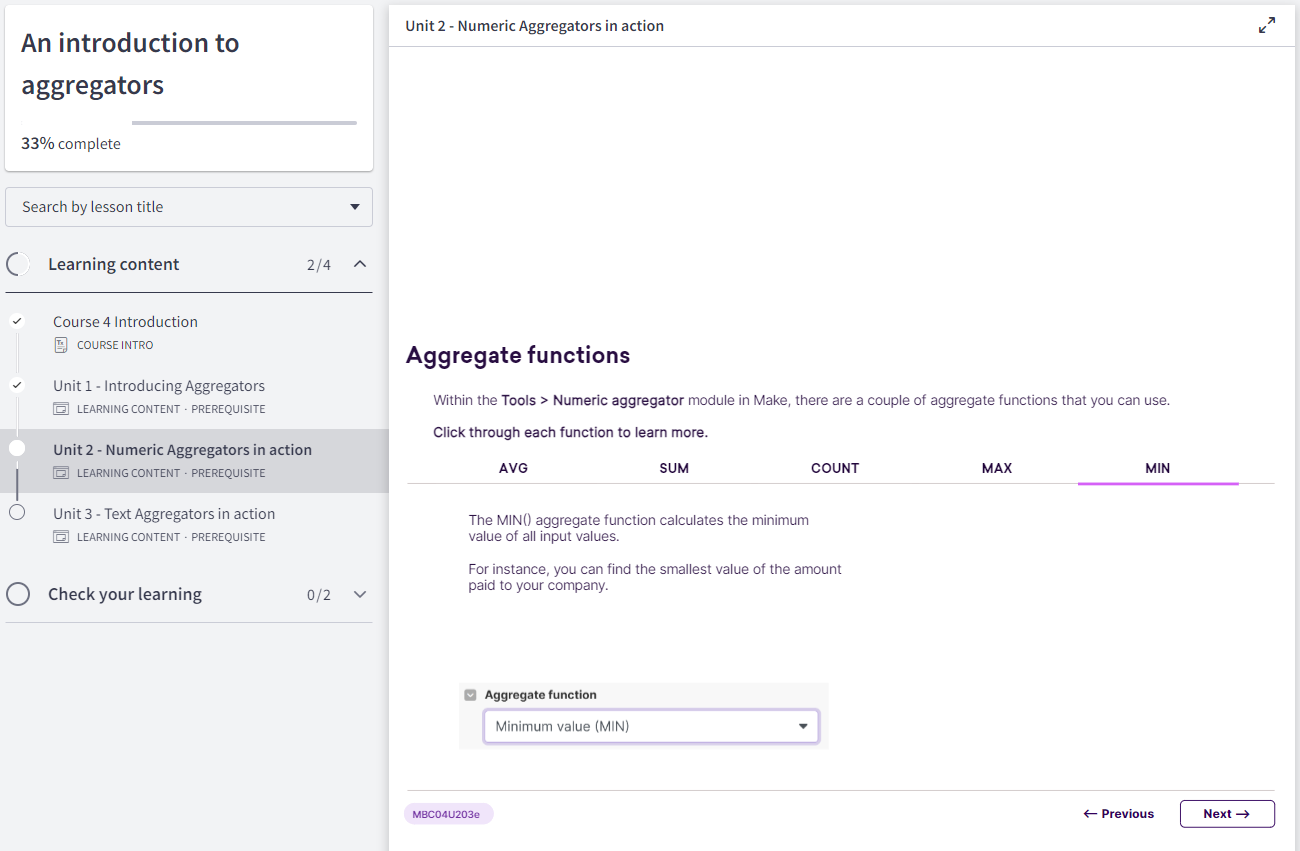 An introduction to
aggregators
33% complete
Search by lesson title
Learning content 2/4
Course 4 Introduction
COURSE INTRO
Unit 1 - Introducing Aggregators
LEARNING CONTENT · PREREQUISITE
Unit 2 - Numeric Aggregators in action
LEARNING CONTENT · PREREQUISITE
Unit 3 - Text Aggregators in action
LEARNING CONTENT · PREREQUISITE
Check your learning 0/2
Unit 2 - Numeric Aggregators in action
Aggregate functions
Within the Tools > Numeric aggregator module in Make, there are a couple of aggregate functions that you can use.
Click through each function to learn more.
AVG SUM COUNT MAX MIN
The MIN() aggregate function calculates the minimum
value of all input values.
For instance, you can find the smallest value of the amount
paid to your company.
Aggregate function
Minimum value (MIN)
MBC04U203e
← Previous
Next →